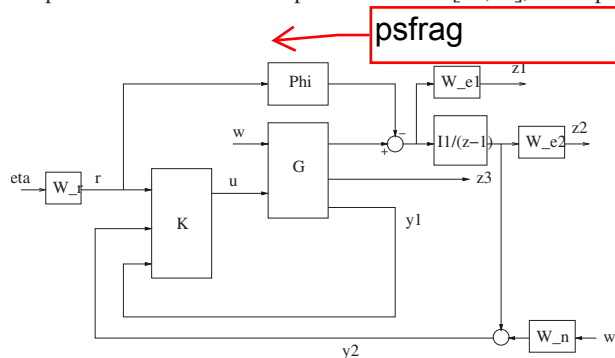 psfrag
z1
Phi
W_e1
w
−
+
I1/(z−1)
z2
W_e2
G
eta
W_r
r
u
z3
K
y1
W_n
w
y2